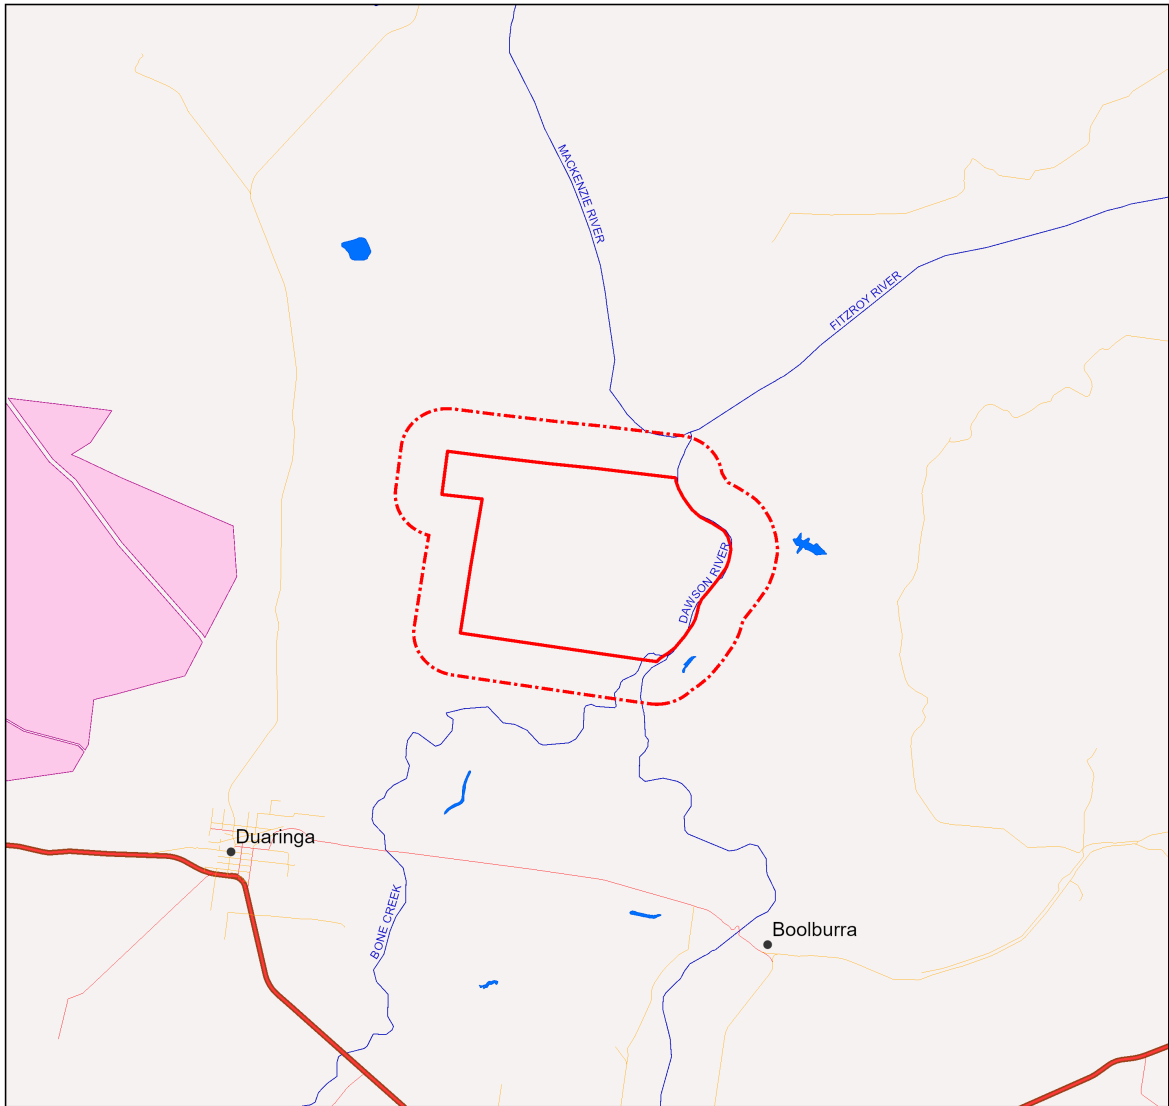 MACKENZIE RIVER
FITZROY RIVER
DAWSON RIVER
Duaringa
BONE CREEK
Boolburra